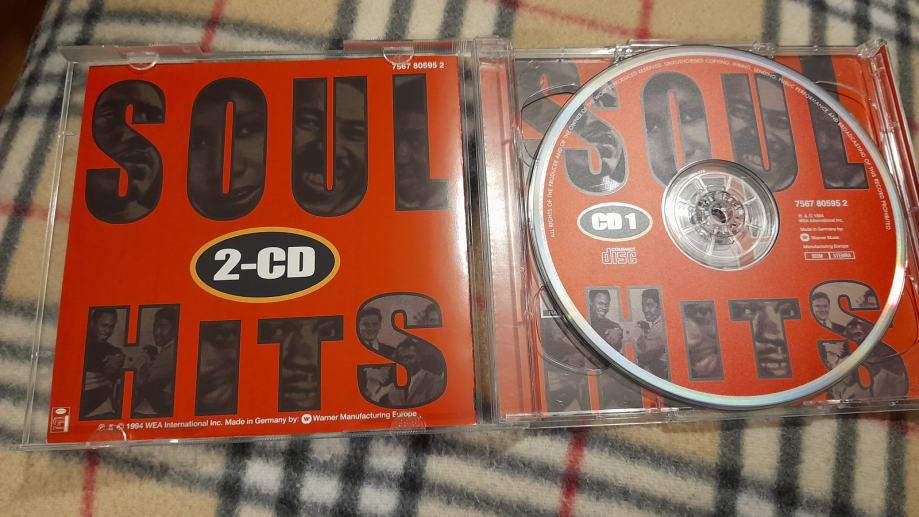 7567 80595 2
SOUL
2-CD
HITS
℗ & © 1994 WEA International Inc. Made in Germany by: Warner Manufacturing Europe
ALL RIGHTS OF THE PRODUCER AND OF THE OWNER OF THE WORK REPRODUCED RESERVED. UNAUTHORISED COPYING, HIRING, LENDING, PUBLIC PERFORMANCE AND BROADCASTING OF THIS RECORD PROHIBITED.
SOUL
CD 1
COMPACT
disc
7567 80595 2
℗ & © 1994
WEA International Inc.
Made in Germany by:
Warner Music
Manufacturing Europe
BIEM STEMRA
HITS